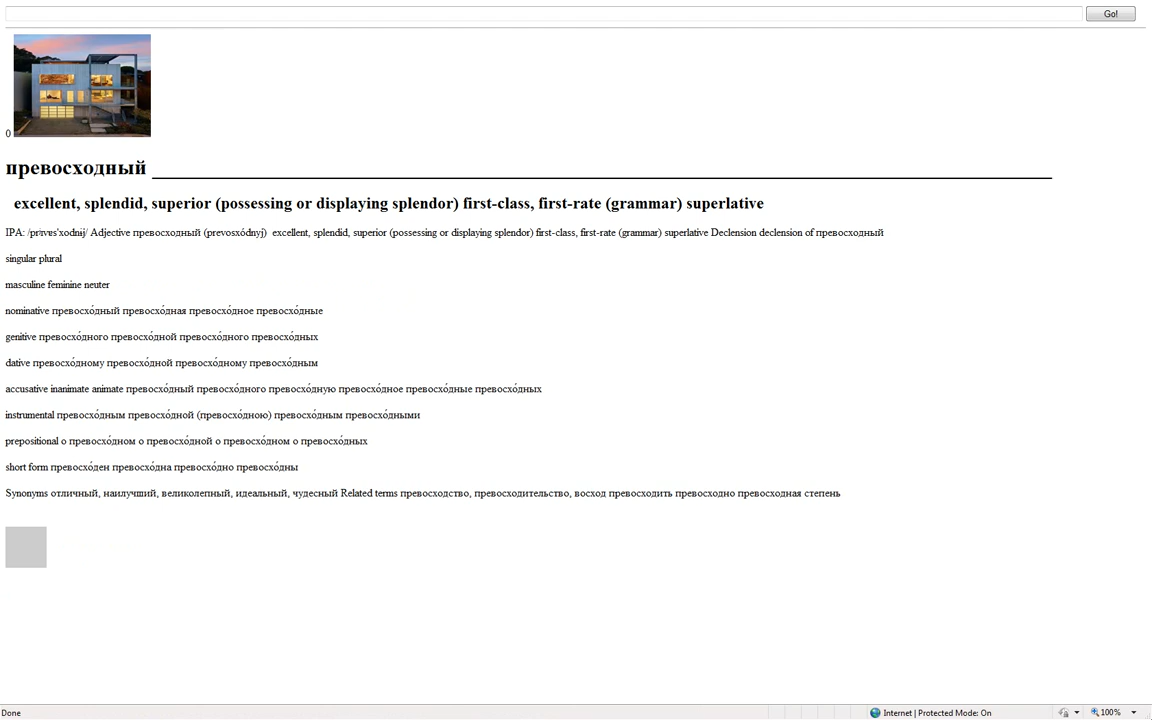 Go!
0
превосходный
excellent, splendid, superior (possessing or displaying splendor) first-class, first-rate (grammar) superlative
IPA: /prʲɪvɐsˈxodnɨj/ Adjective превосходный (prevosxódnyj) excellent, splendid, superior (possessing or displaying splendor) first-class, first-rate (grammar) superlative Declension declension of превосходный
singular plural
masculine feminine neuter
nominative превосхо́дный превосхо́дная превосхо́дное превосхо́дные
genitive превосхо́дного превосхо́дной превосхо́дного превосхо́дных
dative превосхо́дному превосхо́дной превосхо́дному превосхо́дным
accusative inanimate animate превосхо́дный превосхо́дного превосхо́дную превосхо́дное превосхо́дные превосхо́дных
instrumental превосхо́дным превосхо́дной (превосхо́дною) превосхо́дным превосхо́дными
prepositional о превосхо́дном о превосхо́дной о превосхо́дном о превосхо́дных
short form превосхо́ден превосхо́дна превосхо́дно превосхо́дны
Synonyms отличный, наилучший, великолепный, идеальный, чудесный Related terms превосходство, превосходительство, восход превосходить превосходно превосходная степень
Done Internet | Protected Mode: On 100%